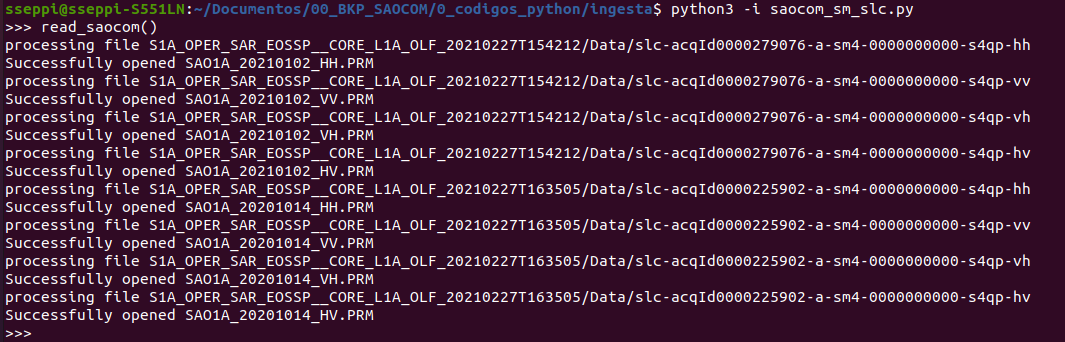 sseppi@sseppi-S551LN:~/Documentos/00_BKP_SAOCOM/0_codigos_python/ingesta$ python3 -i saocom_sm_slc.py
>>> read_saocom()
processing file S1A_OPER_SAR_EOSSP__CORE_L1A_OLF_20210227T154212/Data/slc-acqId0000279076-a-sm4-0000000000-s4qp-hh
Successfully opened SAO1A_20210102_HH.PRM
processing file S1A_OPER_SAR_EOSSP__CORE_L1A_OLF_20210227T154212/Data/slc-acqId0000279076-a-sm4-0000000000-s4qp-vv
Successfully opened SAO1A_20210102_VV.PRM
processing file S1A_OPER_SAR_EOSSP__CORE_L1A_OLF_20210227T154212/Data/slc-acqId0000279076-a-sm4-0000000000-s4qp-vh
Successfully opened SAO1A_20210102_VH.PRM
processing file S1A_OPER_SAR_EOSSP__CORE_L1A_OLF_20210227T154212/Data/slc-acqId0000279076-a-sm4-0000000000-s4qp-hv
Successfully opened SAO1A_20210102_HV.PRM
processing file S1A_OPER_SAR_EOSSP__CORE_L1A_OLF_20210227T163505/Data/slc-acqId0000225902-a-sm4-0000000000-s4qp-hh
Successfully opened SAO1A_20201014_HH.PRM
processing file S1A_OPER_SAR_EOSSP__CORE_L1A_OLF_20210227T163505/Data/slc-acqId0000225902-a-sm4-0000000000-s4qp-vv
Successfully opened SAO1A_20201014_VV.PRM
processing file S1A_OPER_SAR_EOSSP__CORE_L1A_OLF_20210227T163505/Data/slc-acqId0000225902-a-sm4-0000000000-s4qp-vh
Successfully opened SAO1A_20201014_VH.PRM
processing file S1A_OPER_SAR_EOSSP__CORE_L1A_OLF_20210227T163505/Data/slc-acqId0000225902-a-sm4-0000000000-s4qp-hv
Successfully opened SAO1A_20201014_HV.PRM
>>>